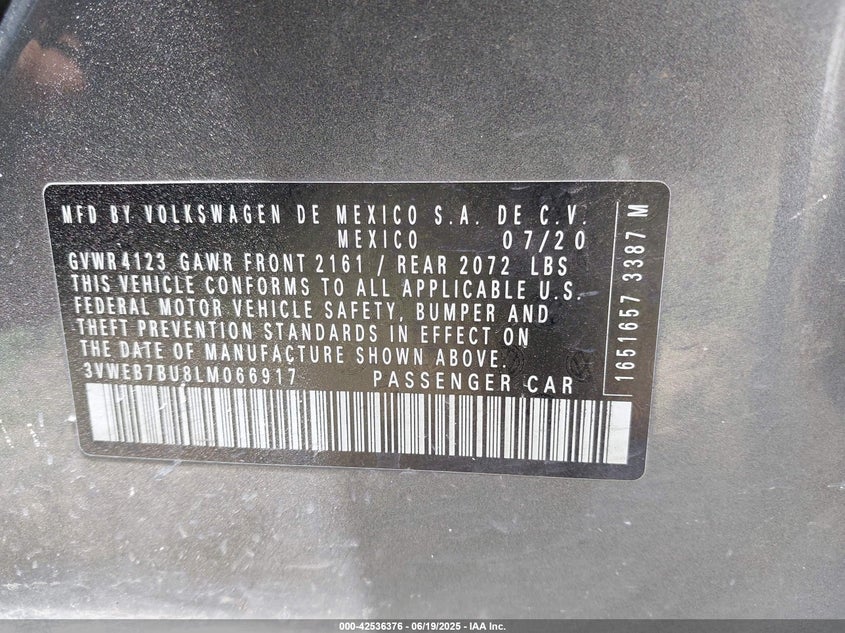 MFD BY VOLKSWAGEN DE MEXICO S.A. DE C.V.
MEXICO 07/20
GVWR 4123 GAWR FRONT 2161 / REAR 2072 LBS
THIS VEHICLE CONFORMS TO ALL APPLICABLE U.S.
FEDERAL MOTOR VEHICLE SAFETY, BUMPER AND
THEFT PREVENTION STANDARDS IN EFFECT ON
THE DATE OF MANUFACTURE SHOWN ABOVE.
3VWEB7BU8LM066917 PASSENGER CAR
1651657 3387 M
000-42536376 - 06/19/2025 - IAA Inc.